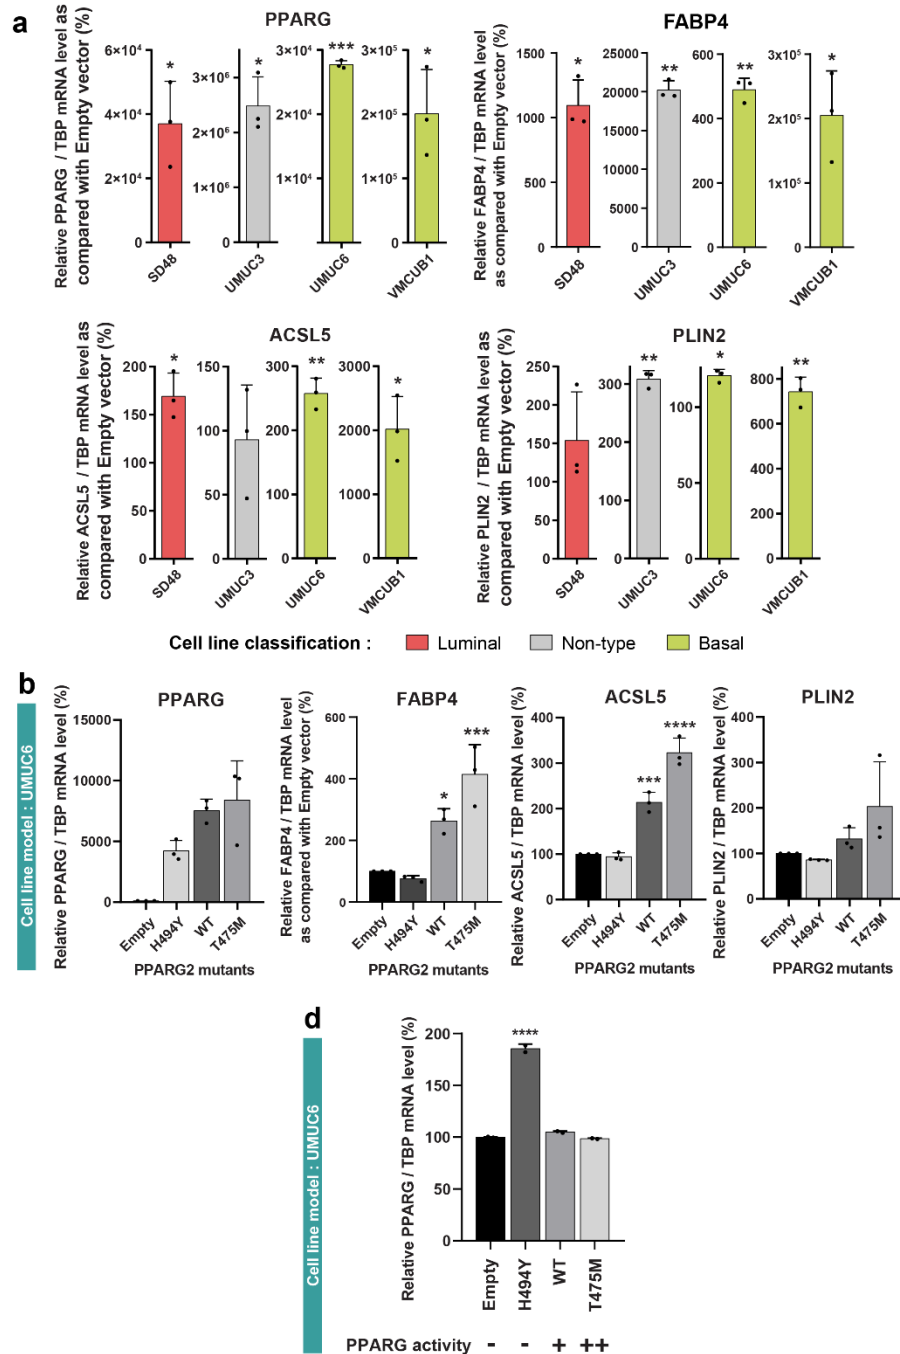 a
PPARG
Relative PPARG / TBP mRNA level as
compared with Empty vector (%)
6×10⁴
4×10⁴
2×10⁴
0
*
SD48
3×10⁶
2×10⁶
1×10⁶
0
*
UMUC3
3×10⁴
2×10⁴
1×10⁴
0
***
UMUC6
3×10⁵
2×10⁵
1×10⁵
0
*
VMCUB1
FABP4
Relative FABP4 / TBP mRNA level
as compared with Empty vector (%)
1500
1000
500
0
*
SD48
20000
15000
10000
5000
0
**
UMUC3
600
400
200
0
**
UMUC6
3×10⁵
2×10⁵
1×10⁵
0
*
VMCUB1
ACSL5
Relative ACSL5 / TBP mRNA level as
compared with Empty vector (%)
200
150
100
50
0
*
SD48
150
100
50
0
UMUC3
300
200
100
0
**
UMUC6
3000
2000
1000
0
*
VMCUB1
PLIN2
Relative PLIN2 / TBP mRNA level as
compared with Empty vector (%)
250
200
150
100
50
0
SD48
300
200
100
0
**
UMUC3
100
50
0
*
UMUC6
800
600
400
200
0
**
VMCUB1
Cell line classification : Luminal Non-type Basal
b
Cell line model : UMUC6
PPARG
Relative PPARG / TBP mRNA level (%)
15000
10000
5000
0
Empty
H494Y
WT
T475M
PPARG2 mutants
FABP4
Relative FABP4 / TBP mRNA level
as compared with Empty vector (%)
600
400
200
0
*
***
Empty
H494Y
WT
T475M
PPARG2 mutants
ACSL5
Relative ACSL5 / TBP mRNA level (%)
400
300
200
100
0
***
****
Empty
H494Y
WT
T475M
PPARG2 mutants
PLIN2
Relative PLIN2 / TBP mRNA level (%)
400
300
200
100
0
Empty
H494Y
WT
T475M
PPARG2 mutants
d
Cell line model : UMUC6
Relative PPARG / TBP mRNA level (%)
200
150
100
50
0
****
Empty
H494Y
WT
T475M
PPARG activity - - + ++